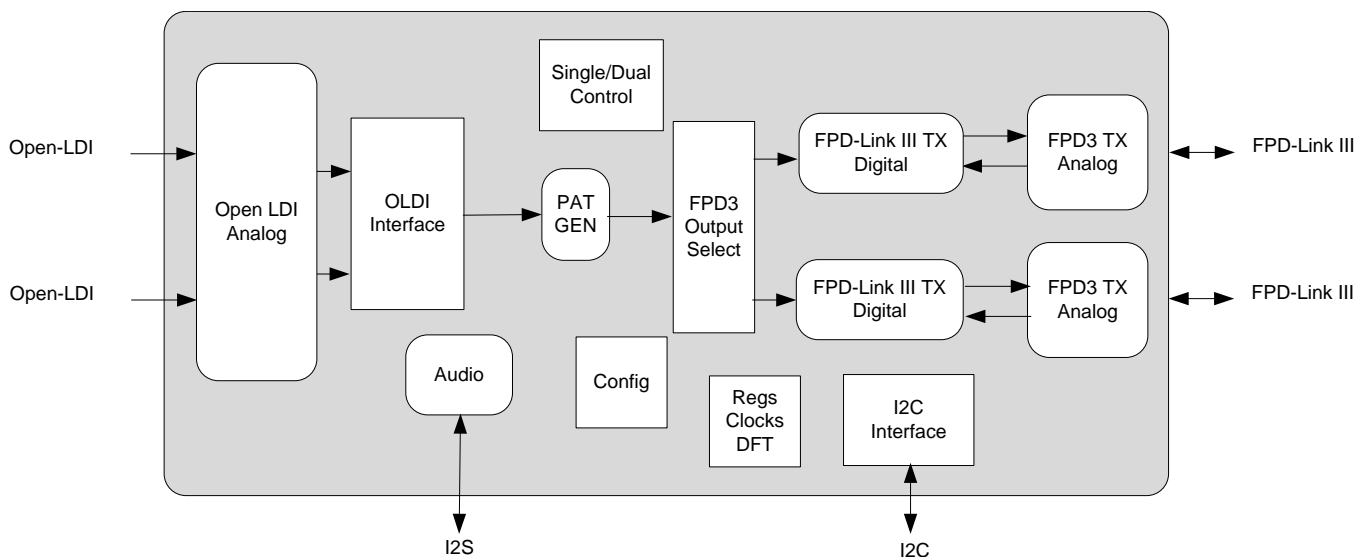 Single/Dual
Control
Open-LDI
Open-LDI
Open LDI
Analog
OLDI
Interface
PAT
GEN
FPD3
Output
Select
FPD-Link III TX
Digital
FPD3 TX
Analog
FPD-Link III
FPD-Link III TX
Digital
FPD3 TX
Analog
FPD-Link III
Audio
Config
Regs
Clocks
DFT
I2C
Interface
I2S
I2C